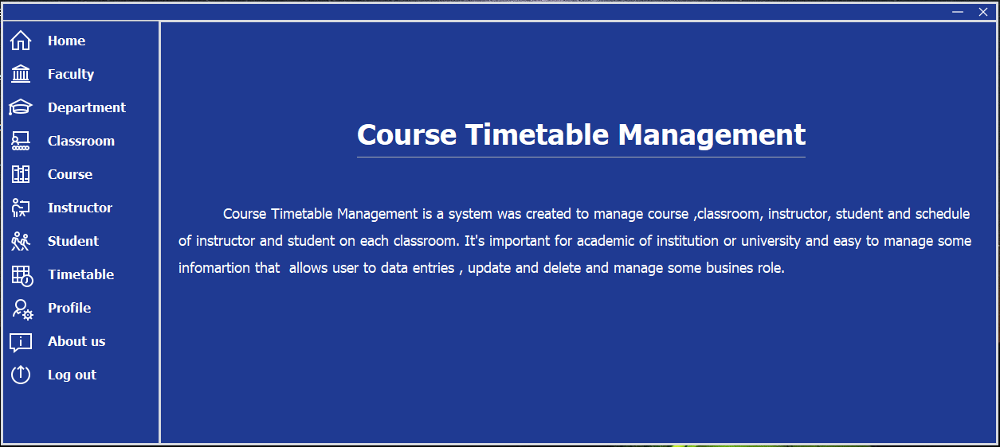 Home
Faculty
Department
Classroom
Course
Instructor
Student
Timetable
Profile
About us
Log out
Course Timetable Management
Course Timetable Management is a system was created to manage course ,classroom, instructor, student and schedule
of instructor and student on each classroom. It's important for academic of institution or university and easy to manage some
infomartion that  allows user to data entries , update and delete and manage some busines role.